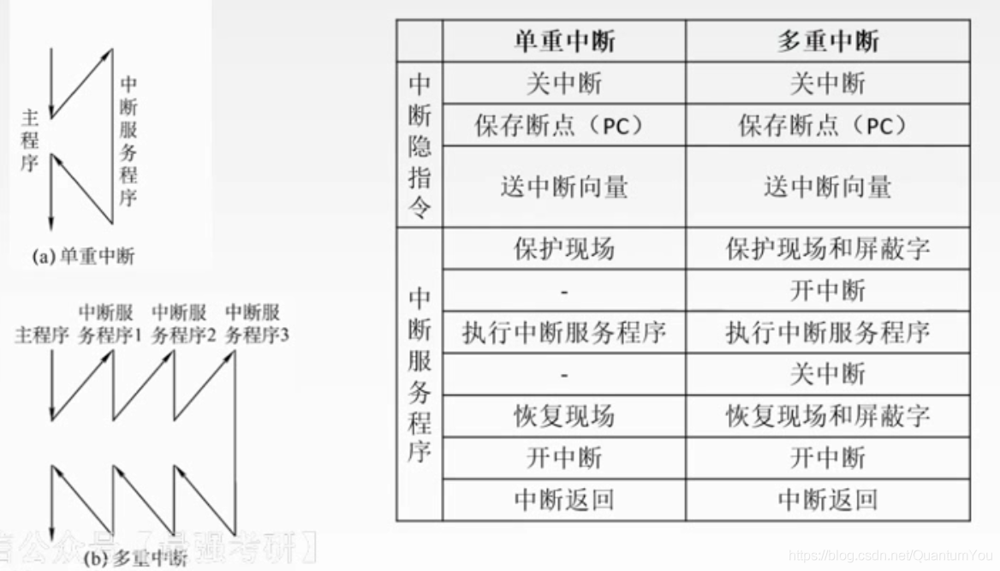 主程序
中断服务程序
(a)单重中断
主程序 中断服务程序1 中断服务程序2 中断服务程序3
(b)多重中断
单重中断 多重中断
中断隐指令
关中断 关中断
保存断点（PC） 保存断点（PC）
送中断向量 送中断向量
中断服务程序
保护现场 保护现场和屏蔽字
- 开中断
执行中断服务程序 执行中断服务程序
- 关中断
恢复现场 恢复现场和屏蔽字
开中断 开中断
中断返回 中断返回
公众号【最强考研】
https://blog.csdn.net/QuantumYou